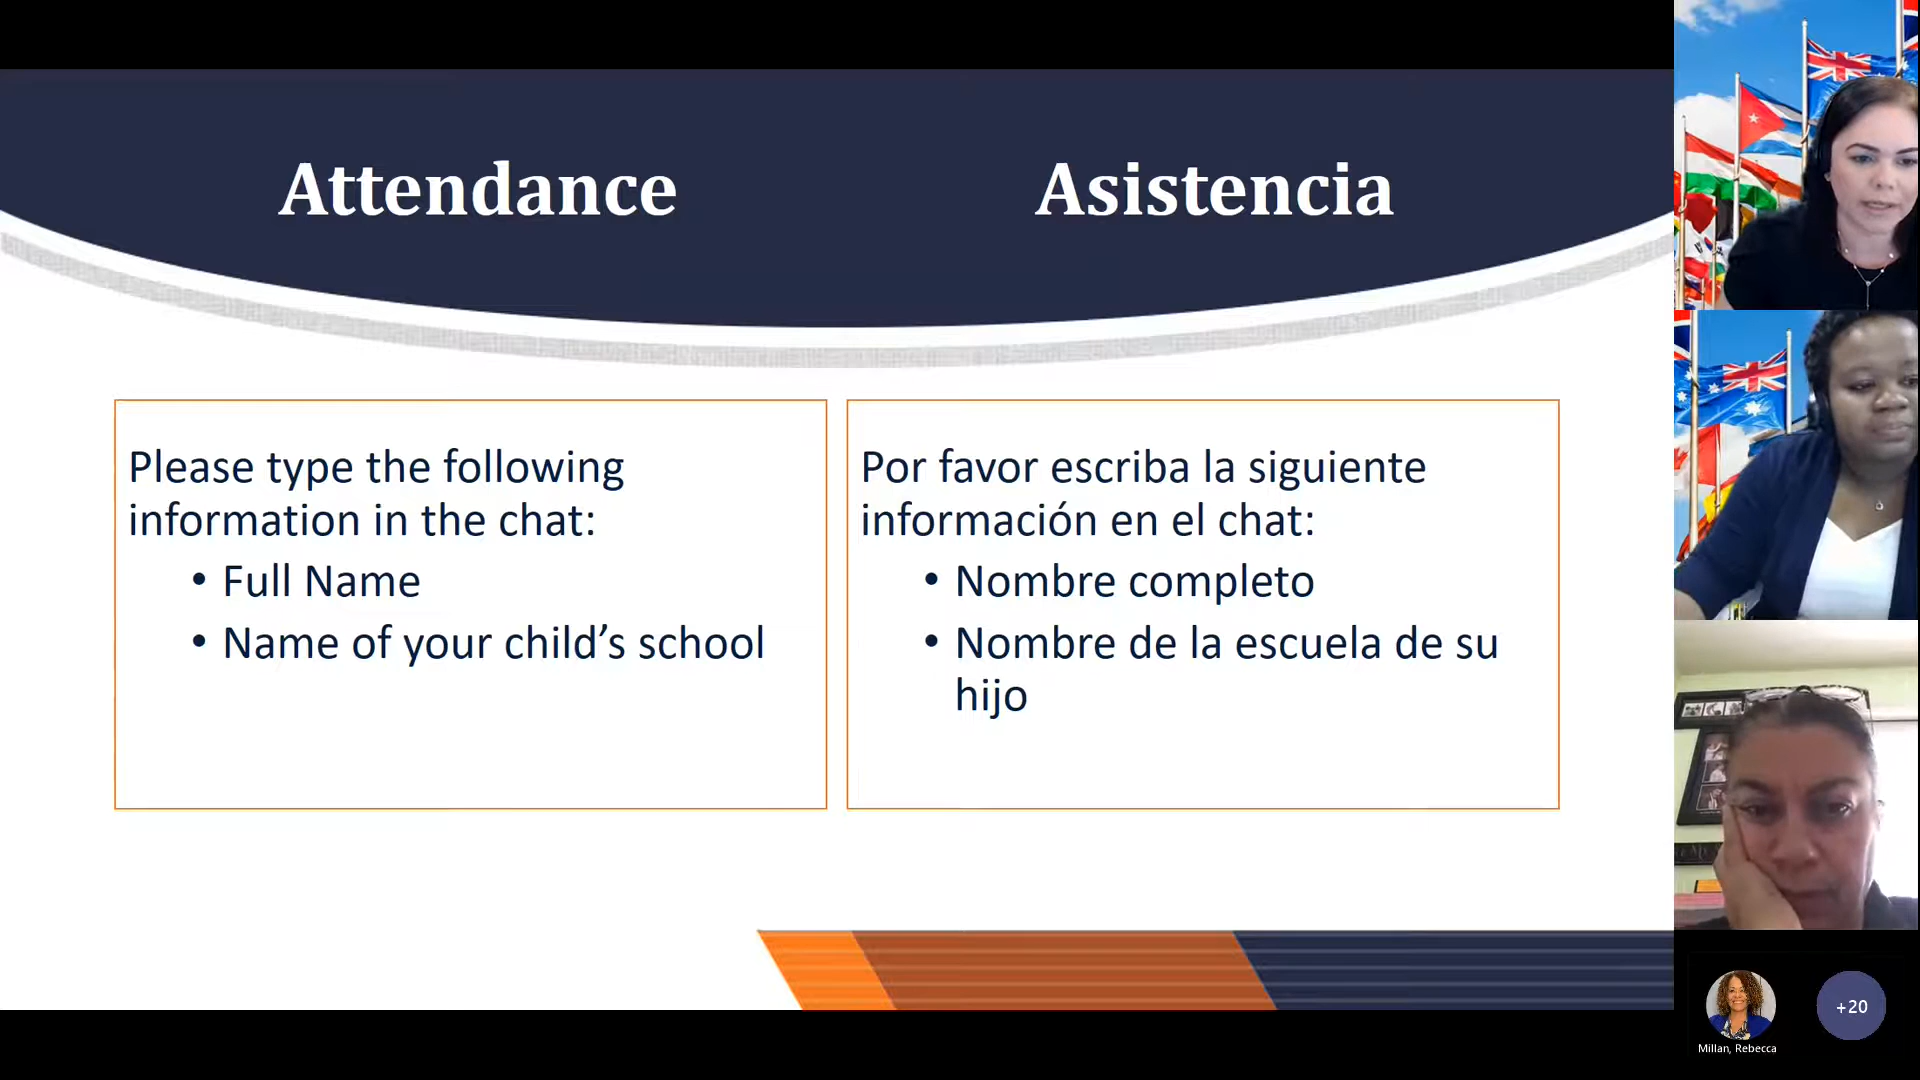 Attendance
Asistencia
Please type the following
information in the chat:
• Full Name
• Name of your child’s school
Por favor escriba la siguiente
información en el chat:
• Nombre completo
• Nombre de la escuela de su
hijo
Millan, Rebecca
+20